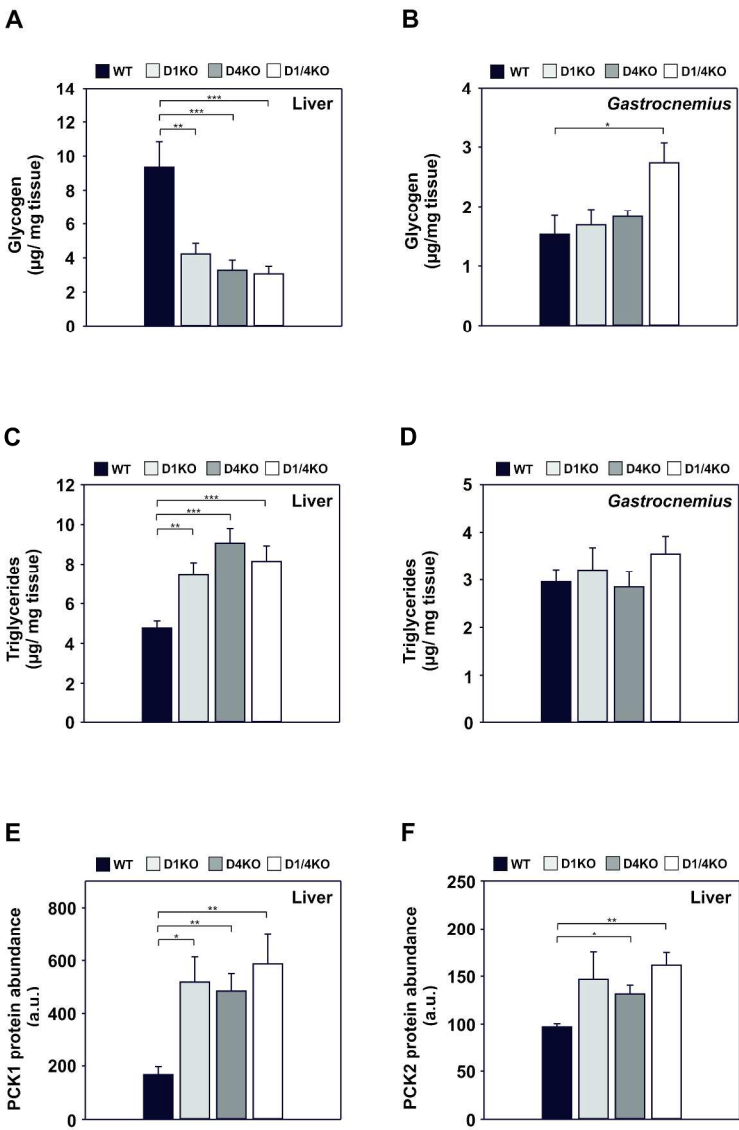 A
WT D1KO D4KO D1/4KO
Liver
Glycogen
(µg/ mg tissue)
14
12
10
8
6
4
2
0
***
***
**
B
WT D1KO D4KO D1/4KO
Gastrocnemius
Glycogen
(µg/mg tissue)
4
3
2
1
0
*
C
WT D1KO D4KO D1/4KO
Liver
Triglycerides
(µg/ mg tissue)
12
10
8
6
4
2
0
***
***
**
D
WT D1KO D4KO D1/4KO
Gastrocnemius
Triglycerides
(µg/ mg tissue)
5
4
3
2
1
0
E
WT D1KO D4KO D1/4KO
Liver
PCK1 protein abundance
(a.u.)
800
600
400
200
0
**
**
*
F
WT D1KO D4KO D1/4KO
Liver
PCK2 protein abundance
(a.u.)
250
200
150
100
50
0
**
*